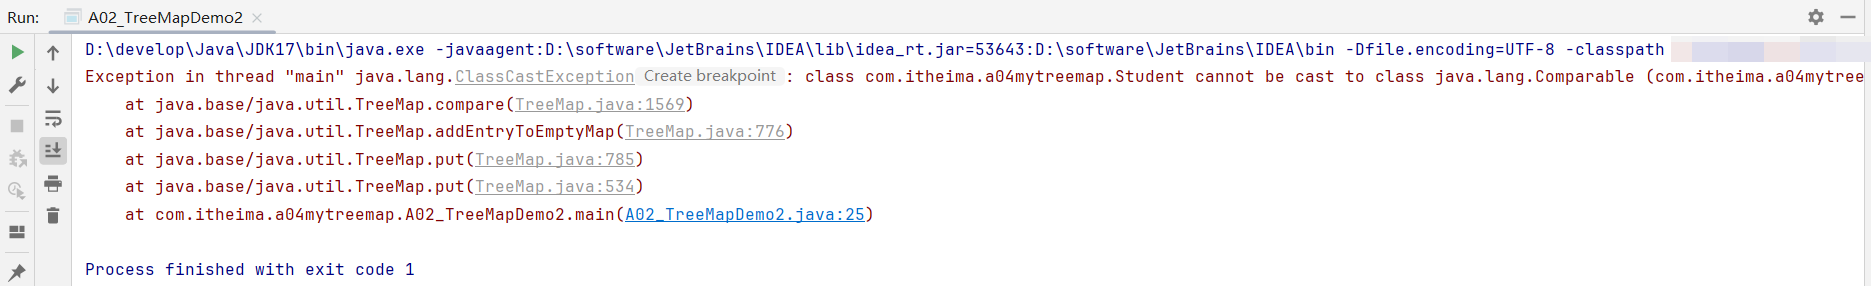 Run: A02_TreeMapDemo2
D:\develop\Java\JDK17\bin\java.exe -javaagent:D:\software\JetBrains\IDEA\lib\idea_rt.jar=53643:D:\software\JetBrains\IDEA\bin -Dfile.encoding=UTF-8 -classpath
Exception in thread "main" java.lang.ClassCastException Create breakpoint : class com.itheima.a04mytreemap.Student cannot be cast to class java.lang.Comparable (com.itheima.a04mytree
at java.base/java.util.TreeMap.compare(TreeMap.java:1569)
at java.base/java.util.TreeMap.addEntryToEmptyMap(TreeMap.java:776)
at java.base/java.util.TreeMap.put(TreeMap.java:785)
at java.base/java.util.TreeMap.put(TreeMap.java:534)
at com.itheima.a04mytreemap.A02_TreeMapDemo2.main(A02_TreeMapDemo2.java:25)
Process finished with exit code 1